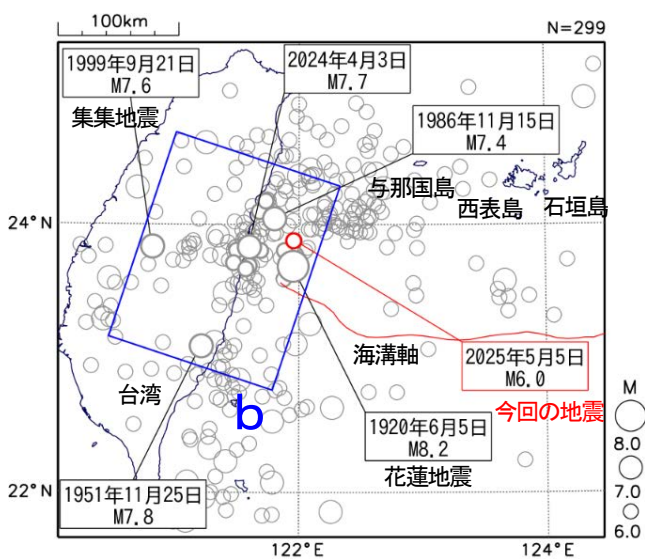 100km
N=299
1999年9月21日
M7.6
集集地震
2024年4月3日
M7.7
1986年11月15日
M7.4
与那国島
西表島
石垣島
24°N
海溝軸
2025年5月5日
M6.0
今回の地震
台湾
b
1920年6月5日
M8.2
花蓮地震
1951年11月25日
M7.8
M
8.0
7.0
6.0
22°N
122°E
124°E